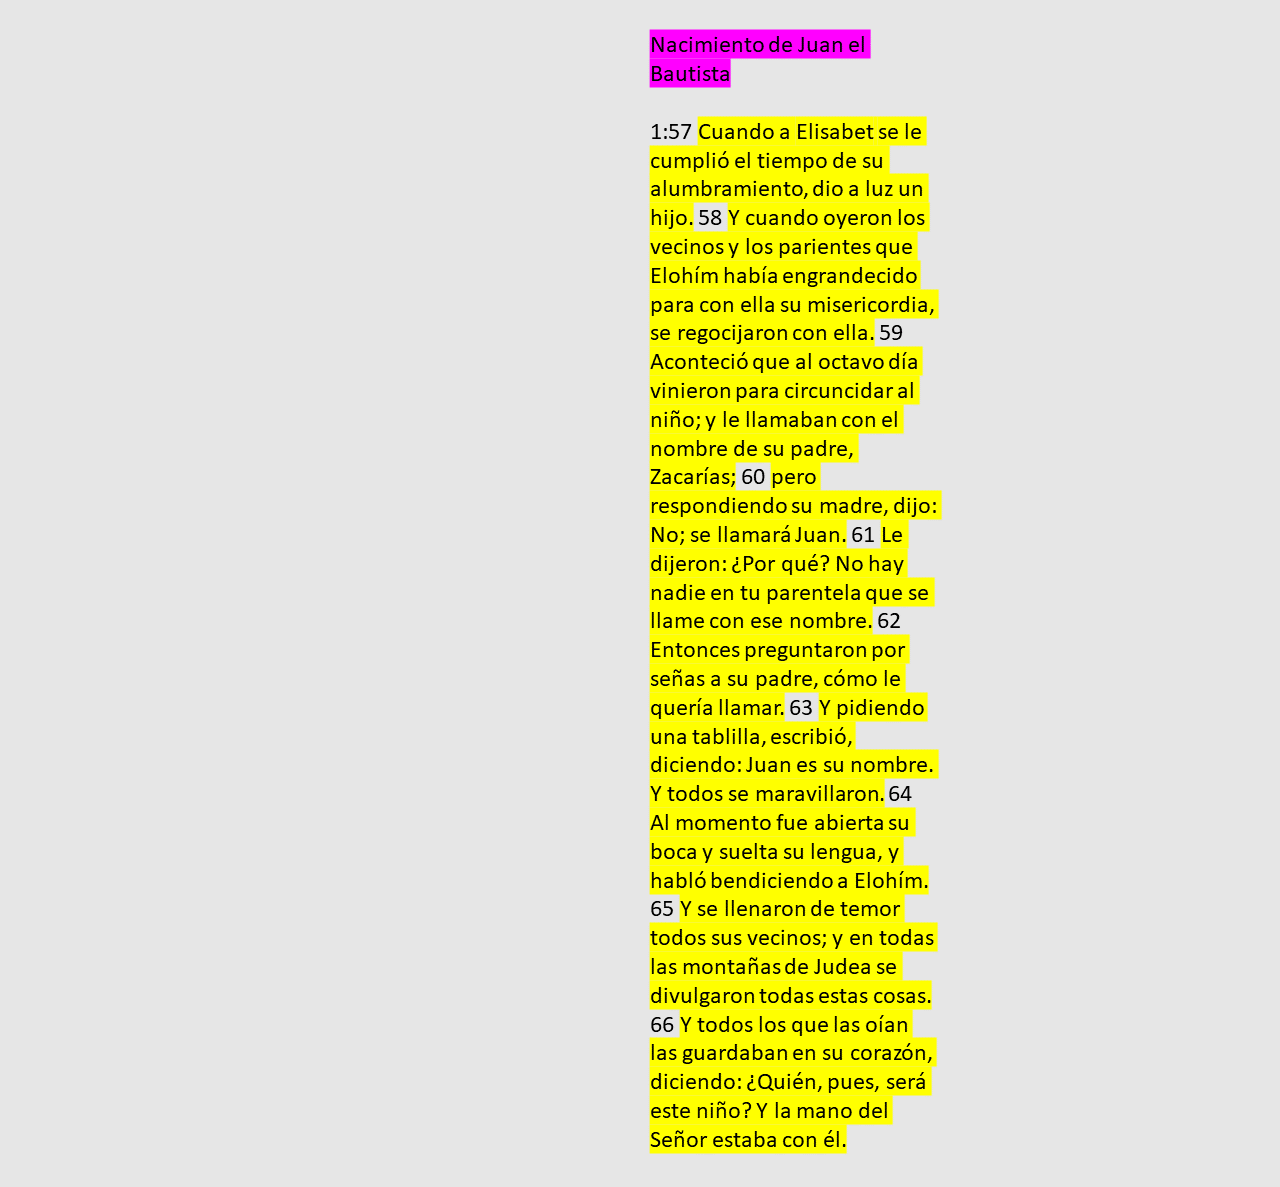 Nacimiento de Juan el
Bautista
1:57 Cuando a Elisabet se le
cumplió el tiempo de su
alumbramiento, dio a luz un
hijo. 58 Y cuando oyeron los
vecinos y los parientes que
Elohím había engrandecido
para con ella su misericordia,
se regocijaron con ella. 59
Aconteció que al octavo día
vinieron para circuncidar al
niño; y le llamaban con el
nombre de su padre,
Zacarías; 60 pero
respondiendo su madre, dijo:
No; se llamará Juan. 61 Le
dijeron: ¿Por qué? No hay
nadie en tu parentela que se
llame con ese nombre. 62
Entonces preguntaron por
señas a su padre, cómo le
quería llamar. 63 Y pidiendo
una tablilla, escribió,
diciendo: Juan es su nombre.
Y todos se maravillaron. 64
Al momento fue abierta su
boca y suelta su lengua, y
habló bendiciendo a Elohím.
65 Y se llenaron de temor
todos sus vecinos; y en todas
las montañas de Judea se
divulgaron todas estas cosas.
66 Y todos los que las oían
las guardaban en su corazón,
diciendo: ¿Quién, pues, será
este niño? Y la mano del
Señor estaba con él.